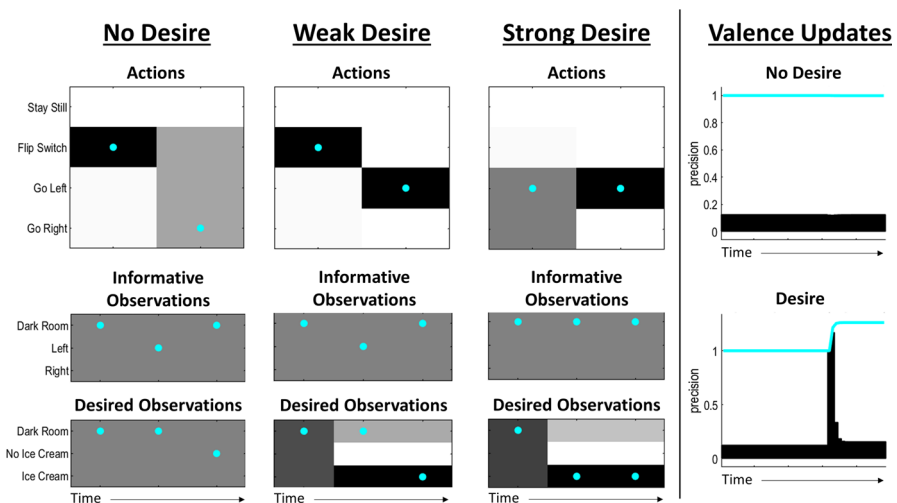 No Desire
Weak Desire
Strong Desire
Valence Updates
Actions
Stay Still
Flip Switch
Go Left
Go Right
Actions
Actions
No Desire
1
0.8
0.6
0.4
0.2
0
precision
Time
Informative
Observations
Dark Room
Left
Right
Informative
Observations
Informative
Observations
Desire
1
0.5
0
precision
Time
Desired Observations
Dark Room
No Ice Cream
Ice Cream
Time
Desired Observations
Time
Desired Observations
Time